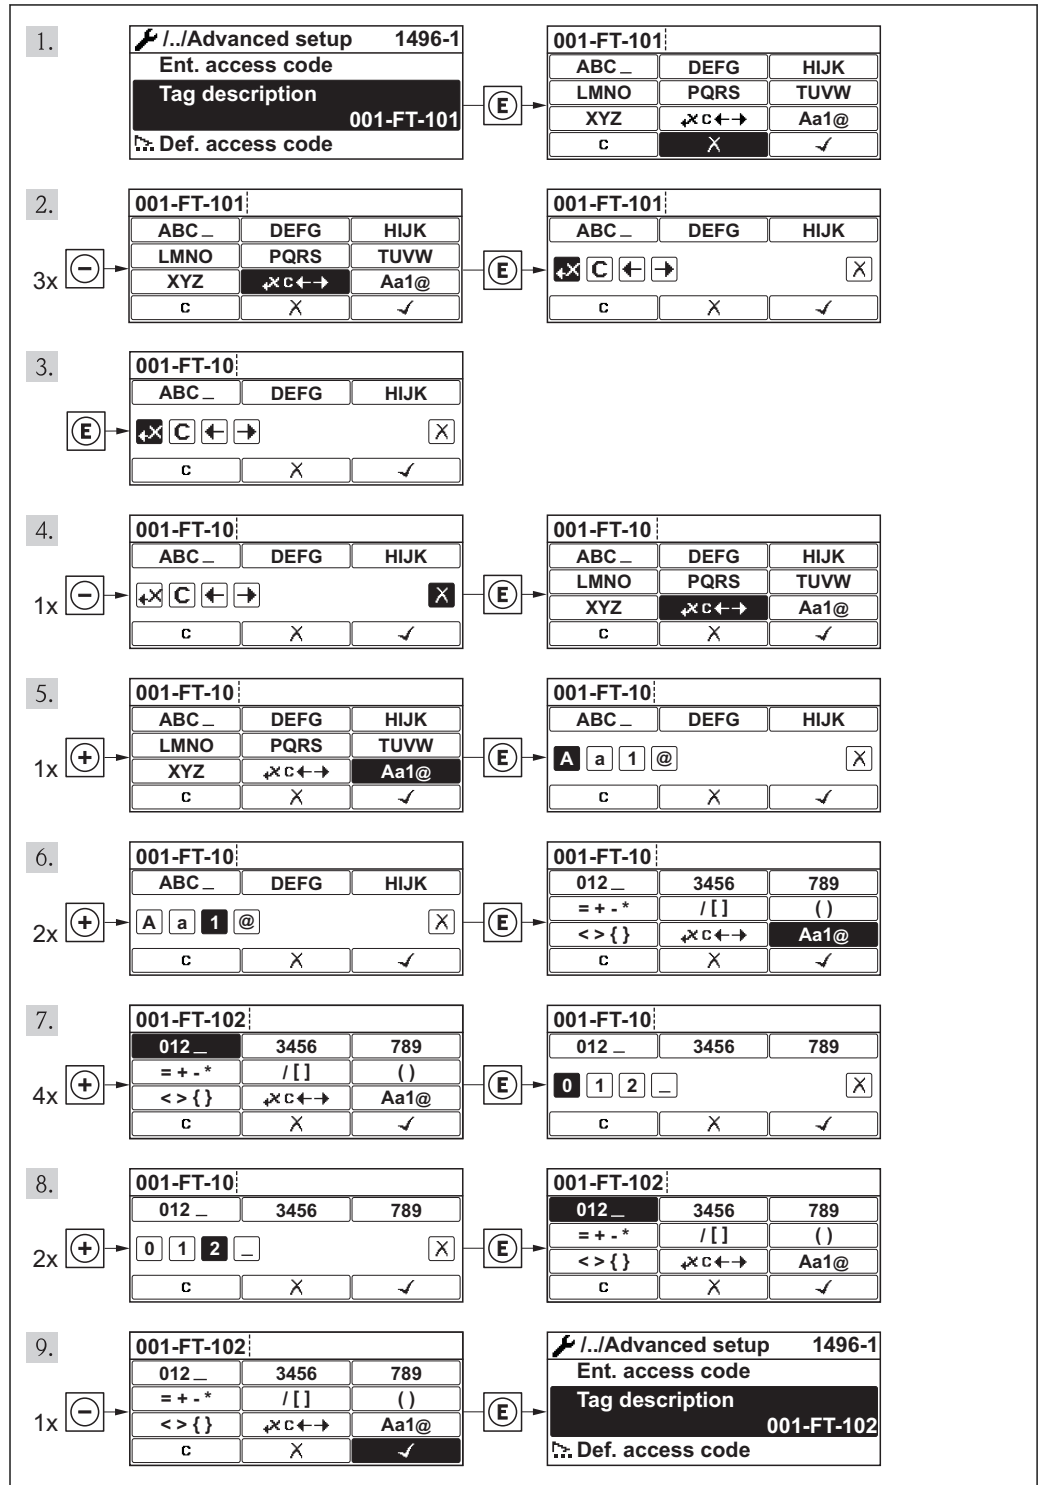 1.
/../Advanced setup 1496-1
Ent. access code
Tag description
001-FT-101
Def. access code
E
001-FT-101
ABC_ DEFG HIJK
LMNO PQRS TUVW
XYZ C Aa1@
C X ✓
2.
3x
001-FT-101
ABC_ DEFG HIJK
LMNO PQRS TUVW
XYZ C Aa1@
C X ✓
E
001-FT-101
ABC_ DEFG HIJK
C X
C X ✓
3.
E
001-FT-10
ABC_ DEFG HIJK
C X
C X ✓
4.
1x
001-FT-10
ABC_ DEFG HIJK
C X
C X ✓
E
001-FT-10
ABC_ DEFG HIJK
LMNO PQRS TUVW
XYZ C Aa1@
C X ✓
5.
1x
001-FT-10
ABC_ DEFG HIJK
LMNO PQRS TUVW
XYZ C Aa1@
C X ✓
E
001-FT-10
ABC_ DEFG HIJK
A a 1 @ X
C X ✓
6.
2x
001-FT-10
ABC_ DEFG HIJK
A a 1 @ X
C X ✓
E
001-FT-10
012_ 3456 789
= + - * / [ ] ( )
< > { } C Aa1@
C X ✓
7.
4x
001-FT-102
012_ 3456 789
= + - * / [ ] ( )
< > { } C Aa1@
C X ✓
E
001-FT-10
012_ 3456 789
0 1 2 _ X
C X ✓
8.
2x
001-FT-10
012_ 3456 789
0 1 2 _ X
C X ✓
E
001-FT-102
012_ 3456 789
= + - * / [ ] ( )
< > { } C Aa1@
C X ✓
9.
1x
001-FT-102
012_ 3456 789
= + - * / [ ] ( )
< > { } C Aa1@
C X ✓
E
/../Advanced setup 1496-1
Ent. access code
Tag description
001-FT-102
Def. access code